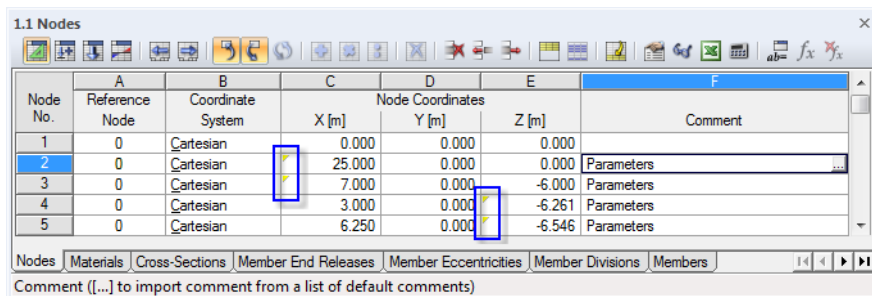 1.1 Nodes
A B C D E F
Node Reference Coordinate Node Coordinates
No. Node System X [m] Y [m] Z [m] Comment
1 0 Cartesian 0.000 0.000 0.000
2 0 Cartesian 25.000 0.000 0.000 Parameters ...
3 0 Cartesian 7.000 0.000 -6.000 Parameters
4 0 Cartesian 3.000 0.000 -6.261 Parameters
5 0 Cartesian 6.250 0.000 -6.546 Parameters
Nodes Materials Cross-Sections Member End Releases Member Eccentricities Member Divisions Members
Comment ([...] to import comment from a list of default comments)